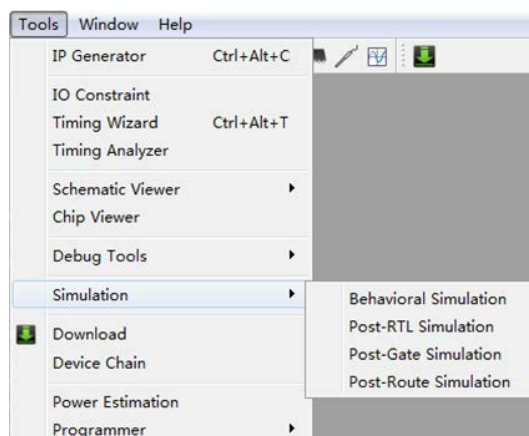 Tools Window Help
IP Generator Ctrl+Alt+C
IO Constraint
Timing Wizard Ctrl+Alt+T
Timing Analyzer
Schematic Viewer
Chip Viewer
Debug Tools
Simulation
Behavioral Simulation
Post-RTL Simulation
Post-Gate Simulation
Post-Route Simulation
Download
Device Chain
Power Estimation
Programmer